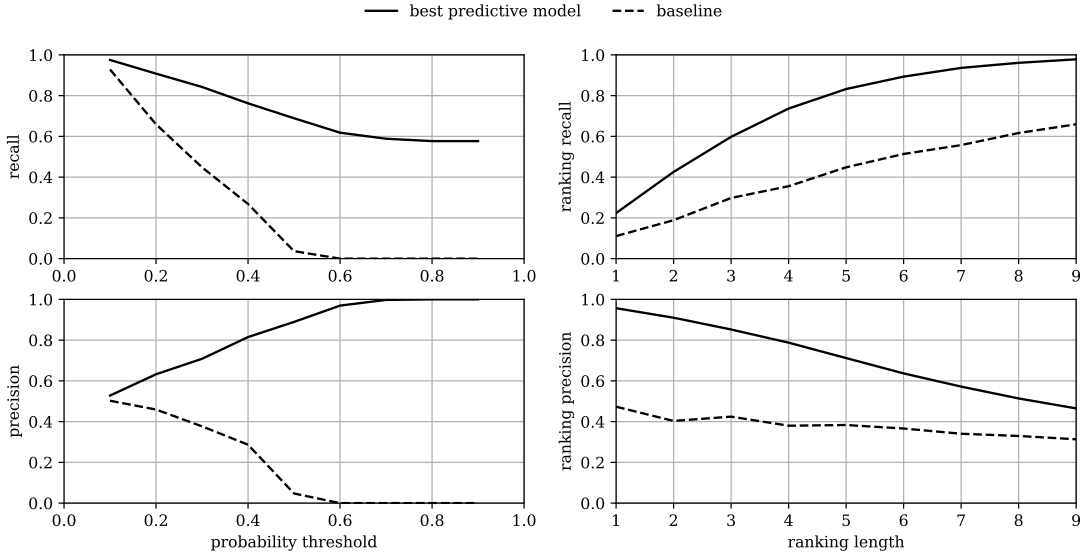 best predictive model baseline
recall
1.0
0.8
0.6
0.4
0.2
0.0
0.0 0.2 0.4 0.6 0.8 1.0
ranking recall
1.0
0.8
0.6
0.4
0.2
0.0
1 2 3 4 5 6 7 8 9
precision
1.0
0.8
0.6
0.4
0.2
0.0
0.0 0.2 0.4 0.6 0.8 1.0
probability threshold
ranking precision
1.0
0.8
0.6
0.4
0.2
0.0
1 2 3 4 5 6 7 8 9
ranking length